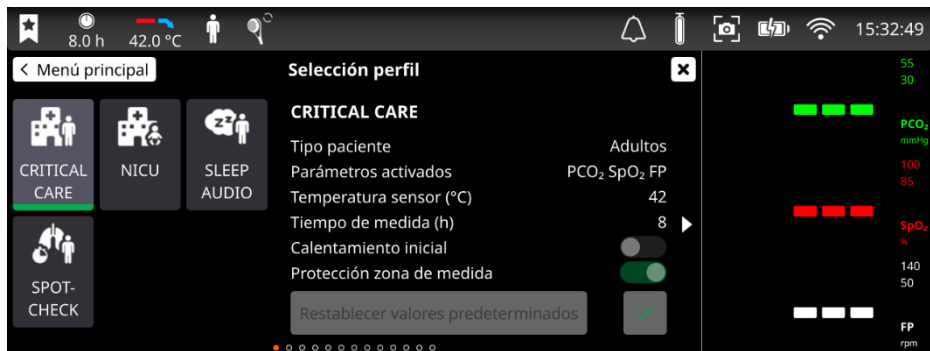 8.0 h
42.0 °C
15:32:49
< Menú principal
Selección perfil
CRITICAL
CARE
NICU
SLEEP
AUDIO
SPOT-
CHECK
CRITICAL CARE
Tipo paciente Adultos
Parámetros activados PCO₂ SpO₂ FP
Temperatura sensor (°C) 42
Tiempo de medida (h) 8
Calentamiento inicial
Protección zona de medida
Restablecer valores predeterminados
55
30
PCO₂
mmHg
100
85
SpO₂
%
140
50
FP
rpm